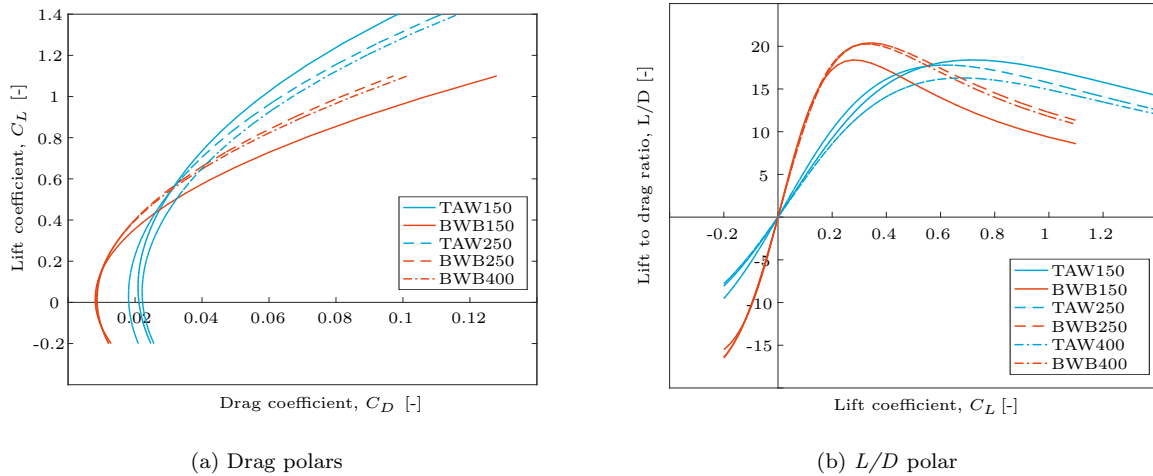 1.4
1.2
1
0.8
0.6
0.4
0.2
0
-0.2
0.02
0.04
0.06
0.08
0.1
0.12
Lift coefficient, C_L [-]
Drag coefficient, C_D [-]
TAW150
BWB150
TAW250
BWB250
BWB400
(a) Drag polars
20
15
10
5
-5
-10
-15
-0.2
0.2
0.4
0.6
0.8
1
1.2
Lift to drag ratio, L/D [-]
Lift coefficient, C_L [-]
TAW150
BWB150
TAW250
BWB250
TAW400
BWB400
(b) L/D polar